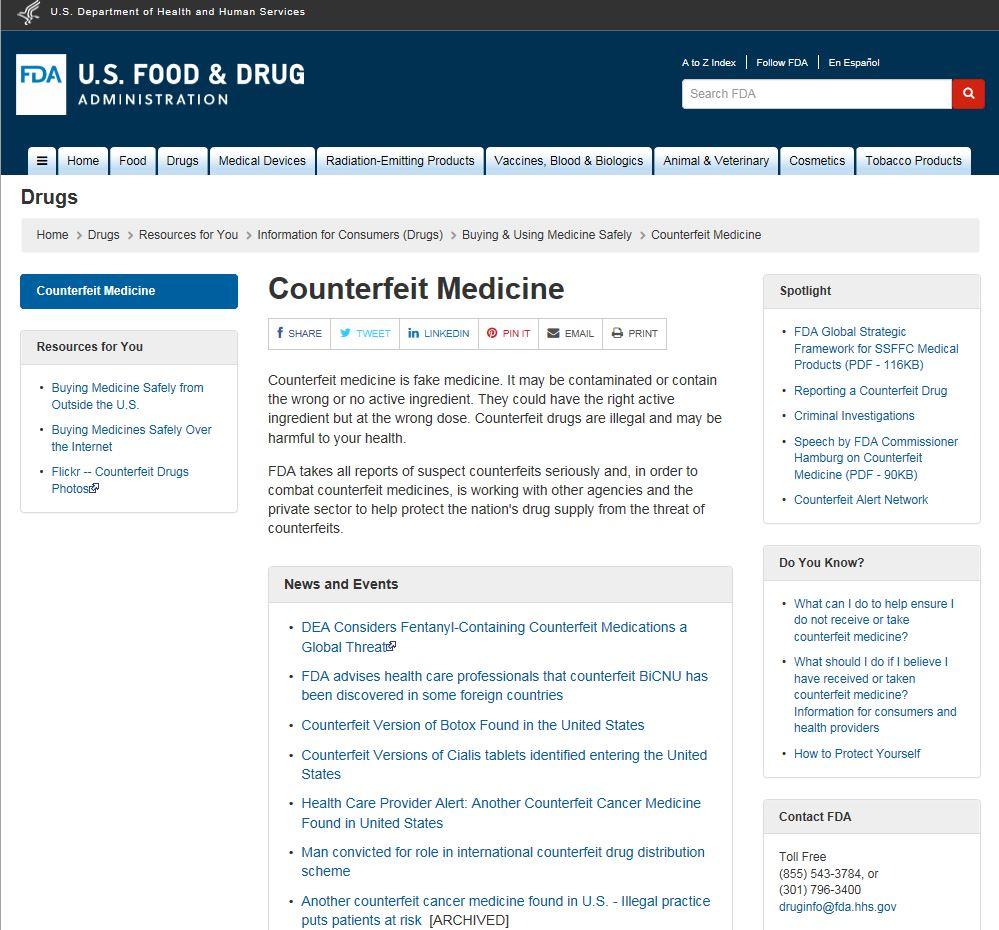 U.S. Department of Health and Human Services
FDA U.S. FOOD & DRUG
ADMINISTRATION
A to Z Index
Follow FDA
En Español
Search FDA
Home
Food
Drugs
Medical Devices
Radiation-Emitting Products
Vaccines, Blood & Biologics
Animal & Veterinary
Cosmetics
Tobacco Products
Drugs
Home > Drugs > Resources for You > Information for Consumers (Drugs) > Buying & Using Medicine Safely > Counterfeit Medicine
Counterfeit Medicine
Resources for You
• Buying Medicine Safely from
Outside the U.S.
• Buying Medicines Safely Over
the Internet
• Flickr -- Counterfeit Drugs
Photos
Counterfeit Medicine
SHARE
TWEET
LINKEDIN
PIN IT
EMAIL
PRINT
Counterfeit medicine is fake medicine. It may be contaminated or contain
the wrong or no active ingredient. They could have the right active
ingredient but at the wrong dose. Counterfeit drugs are illegal and may be
harmful to your health.
FDA takes all reports of suspect counterfeits seriously and, in order to
combat counterfeit medicines, is working with other agencies and the
private sector to help protect the nation's drug supply from the threat of
counterfeits.
News and Events
• DEA Considers Fentanyl-Containing Counterfeit Medications a
Global Threat
• FDA advises health care professionals that counterfeit BiCNU has
been discovered in some foreign countries
• Counterfeit Version of Botox Found in the United States
• Counterfeit Versions of Cialis tablets identified entering the United
States
• Health Care Provider Alert: Another Counterfeit Cancer Medicine
Found in United States
• Man convicted for role in international counterfeit drug distribution
scheme
• Another counterfeit cancer medicine found in U.S. - Illegal practice
puts patients at risk [ARCHIVED]
Spotlight
• FDA Global Strategic
Framework for SSFFC Medical
Products (PDF - 116KB)
• Reporting a Counterfeit Drug
• Criminal Investigations
• Speech by FDA Commissioner
Hamburg on Counterfeit
Medicine (PDF - 90KB)
• Counterfeit Alert Network
Do You Know?
• What can I do to help ensure I
do not receive or take
counterfeit medicine?
• What should I do if I believe I
have received or taken
counterfeit medicine?
Information for consumers and
health providers
• How to Protect Yourself
Contact FDA
Toll Free
(855) 543-3784, or
(301) 796-3400
druginfo@fda.hhs.gov